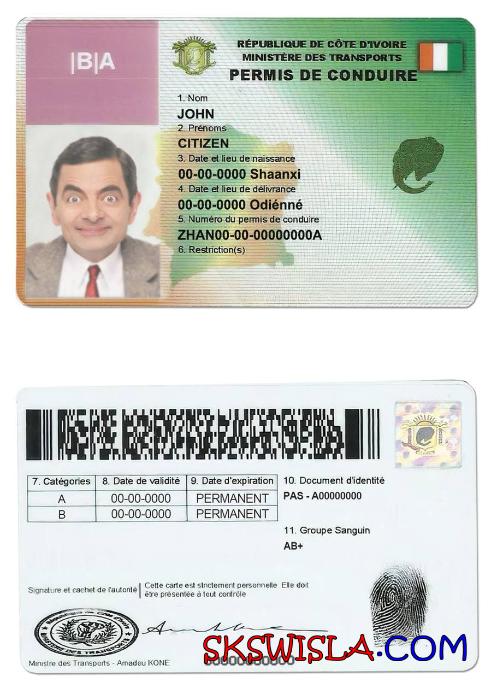 |B|A
RÉPUBLIQUE DE CÔTE D'IVOIRE
MINISTÈRE DES TRANSPORTS
PERMIS DE CONDUIRE
1. Nom
JOHN
2. Prénoms
CITIZEN
3. Date et lieu de naissance
00-00-0000 Shaanxi
4. Date et lieu de délivrance
00-00-0000 Odiénné
5. Numéro du permis de conduire
ZHAN00-00-00000000A
6. Restriction(s)
7. Catégories 8. Date de validité 9. Date d'expiration
A 00-00-0000 PERMANENT
B 00-00-0000 PERMANENT
10. Document d'identité
PAS - A00000000
11. Groupe Sanguin
AB+
Signature et cachet de l'autorité
Cette carte est strictement personnelle. Elle doit
être présentée à tout contrôle
Ministre des Transports - Amadou KONE
SKSWISLA.COM